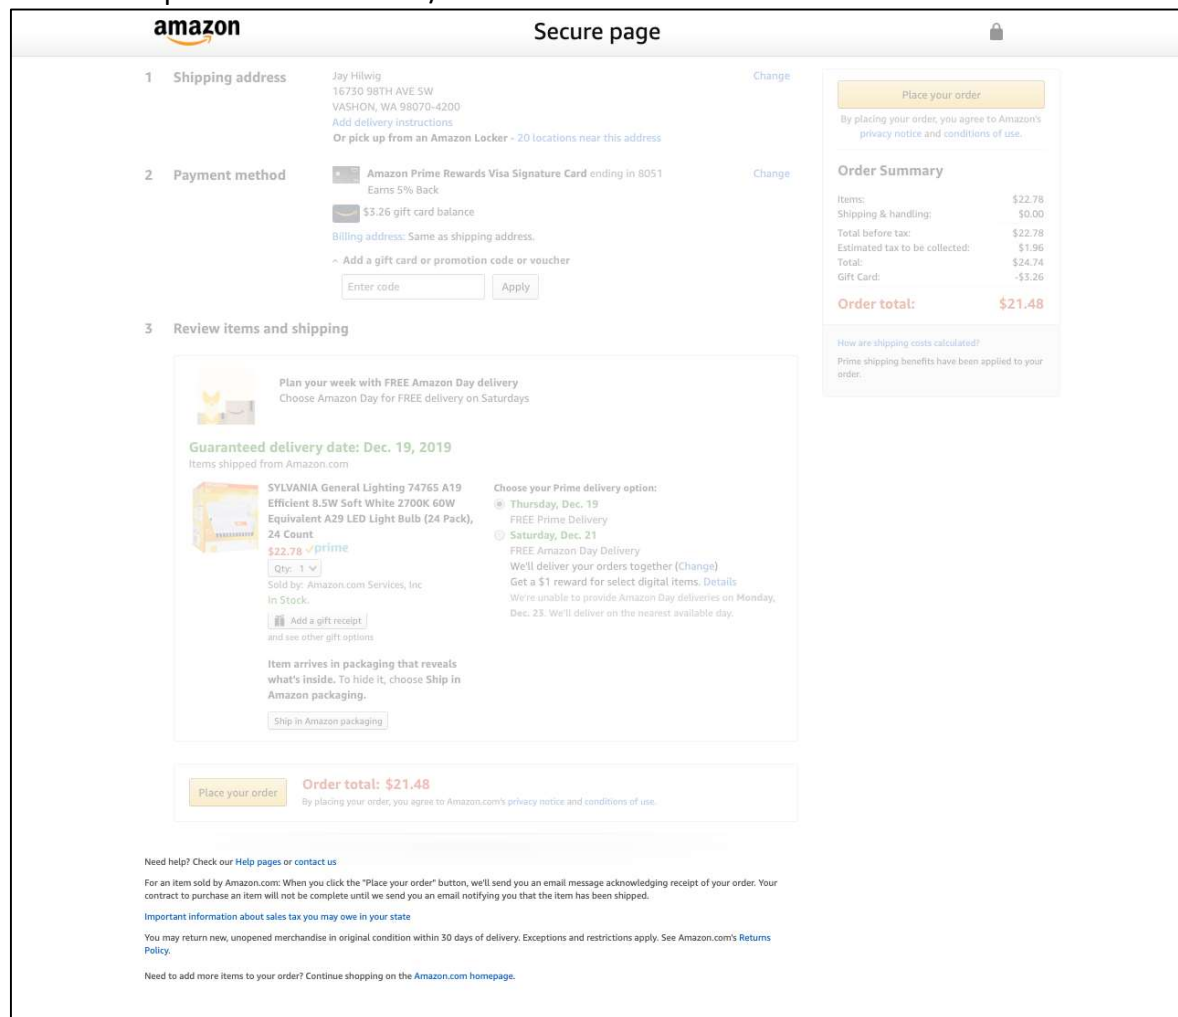 amazon
Secure page
1 Shipping address
Jay Hilwig
16730 98TH AVE SW
VASHON, WA 98070-4200
Add delivery instructions
Or pick up from an Amazon Locker - 20 locations near this address
Change
2 Payment method
Amazon Prime Rewards Visa Signature Card ending in 8051
Earns 5% Back
$3.26 gift card balance
Billing address: Same as shipping address.
Add a gift card or promotion code or voucher
Enter code Apply
Change
3 Review items and shipping
Plan your week with FREE Amazon Day delivery
Choose Amazon Day for FREE delivery on Saturdays
Guaranteed delivery date: Dec. 19, 2019
Items shipped from Amazon.com
SYLVANIA General Lighting 74765 A19
Efficient 8.5W Soft White 2700K 60W
Equivalent A29 LED Light Bulb (24 Pack),
24 Count
$22.78 prime
Qty: 1
Sold by: Amazon.com Services, Inc
In Stock.
Add a gift receipt
and see other gift options
Item arrives in packaging that reveals
what's inside. To hide it, choose Ship in
Amazon packaging.
Ship in Amazon packaging
Choose your Prime delivery option:
Thursday, Dec. 19
FREE Prime Delivery
Saturday, Dec. 21
FREE Amazon Day Delivery
We'll deliver your orders together (Change)
Get a $1 reward for select digital items. Details
We're unable to provide Amazon Day deliveries on Monday,
Dec. 23. We'll deliver on the nearest available day.
Place your order
Order total: $21.48
By placing your order, you agree to Amazon.com's privacy notice and conditions of use.
Place your order
By placing your order, you agree to Amazon's
privacy notice and conditions of use.
Order Summary
Items: $22.78
Shipping & handling: $0.00
Total before tax: $22.78
Estimated tax to be collected: $1.96
Total: $24.74
Gift Card: -$3.26
Order total: $21.48
How are shipping costs calculated?
Prime shipping benefits have been applied to your
order.
Need help? Check our Help pages or contact us
For an item sold by Amazon.com: When you click the "Place your order" button, we'll send you an email message acknowledging receipt of your order. Your
contract to purchase an item will not be complete until we send you an email notifying you that the item has been shipped.
Important information about sales tax you may owe in your state
You may return new, unopened merchandise in original condition within 30 days of delivery. Exceptions and restrictions apply. See Amazon.com's Returns
Policy.
Need to add more items to your order? Continue shopping on the Amazon.com homepage.